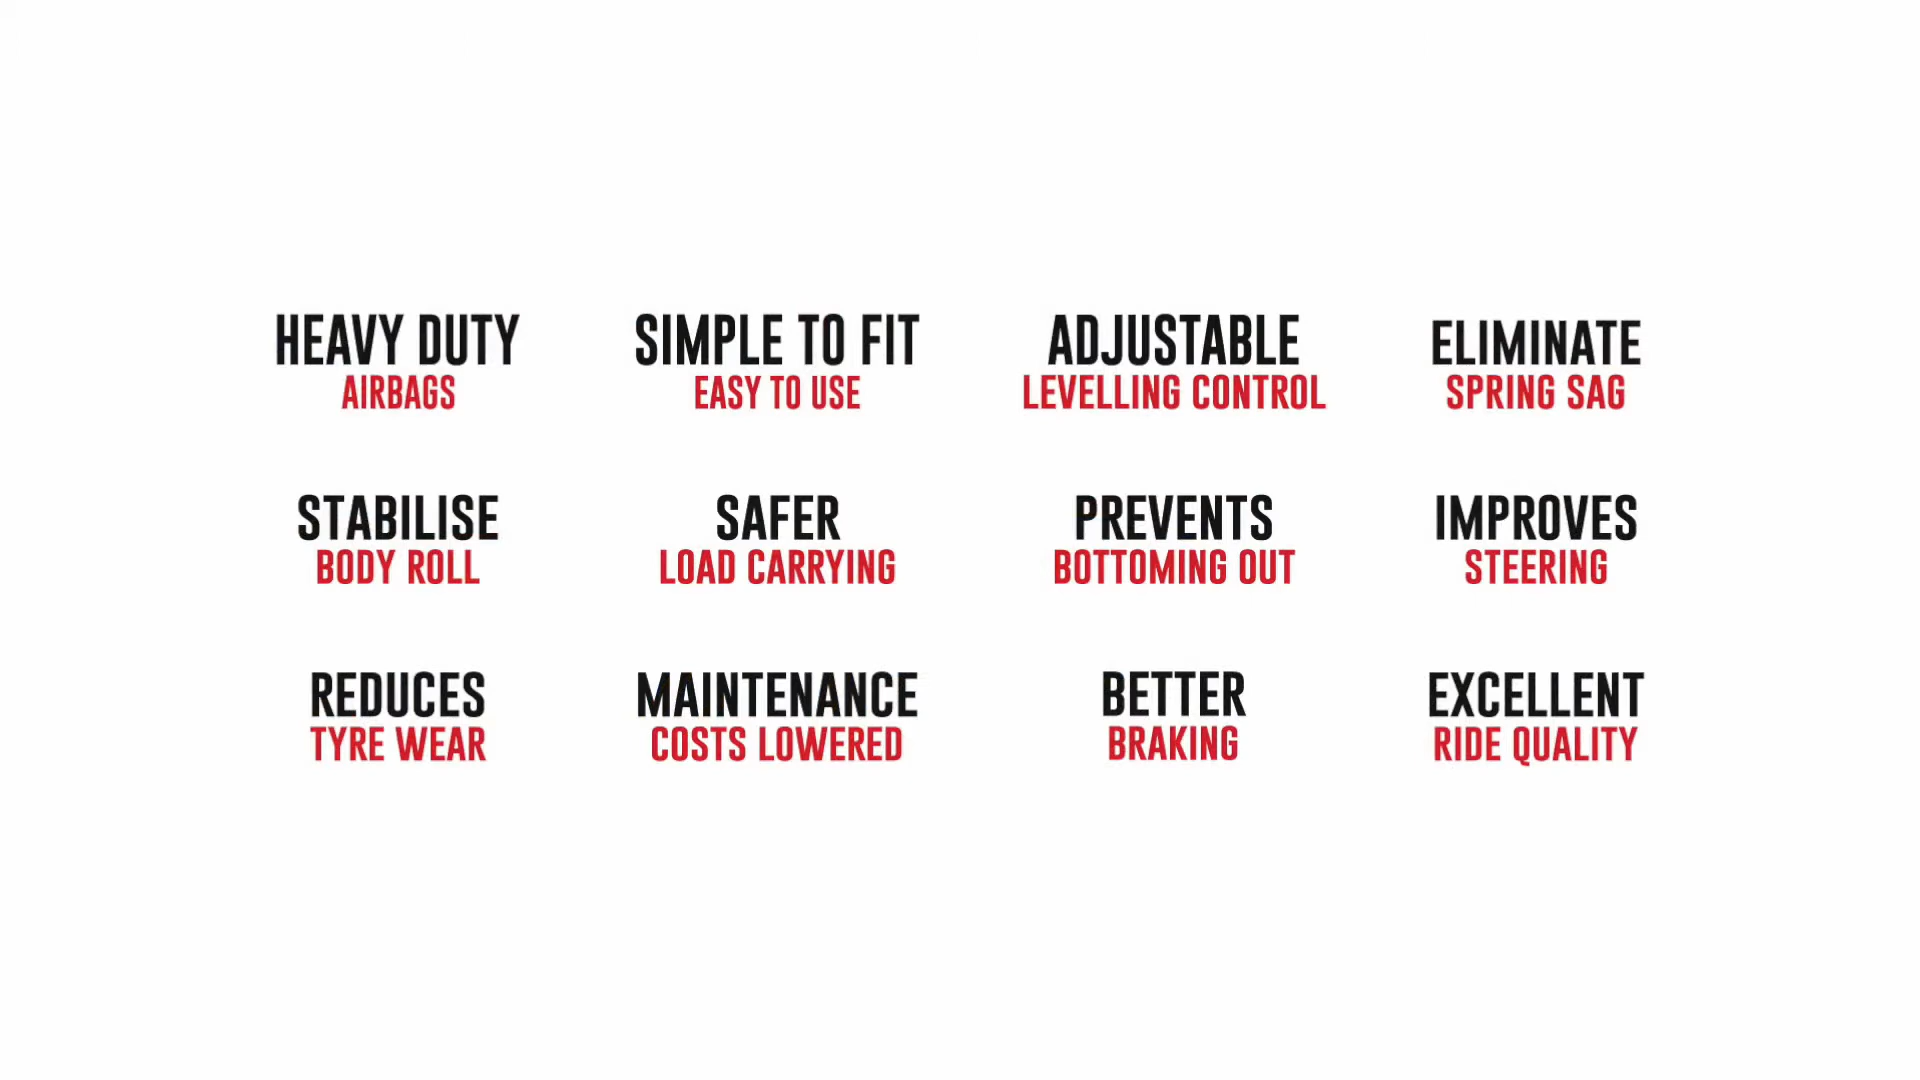 HEAVY DUTY
AIRBAGS
SIMPLE TO FIT
EASY TO USE
ADJUSTABLE
LEVELLING CONTROL
ELIMINATE
SPRING SAG
STABILISE
BODY ROLL
SAFER
LOAD CARRYING
PREVENTS
BOTTOMING OUT
IMPROVES
STEERING
REDUCES
TYRE WEAR
MAINTENANCE
COSTS LOWERED
BETTER
BRAKING
EXCELLENT
RIDE QUALITY